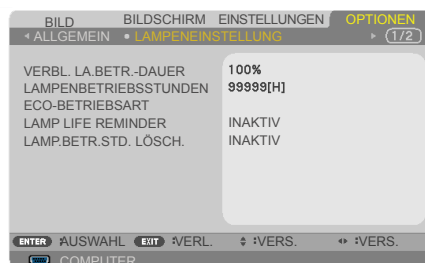 BILD BILDSCHIRM EINSTELLUNGEN OPTIONEN
ALLGEMEIN • LAMPENEINSTELLUNG 1/2
VERBL. LA.BETR.-DAUER 100%
LAMPENBETRIEBSSTUNDEN 99999[H]
ECO-BETRIEBSART
LAMP LIFE REMINDER INAKTIV
LAMP.BETR.STD. LÖSCH. INAKTIV
ENTER :AUSWAHL EXIT :VERL. :VERS. :VERS.
COMPUTER